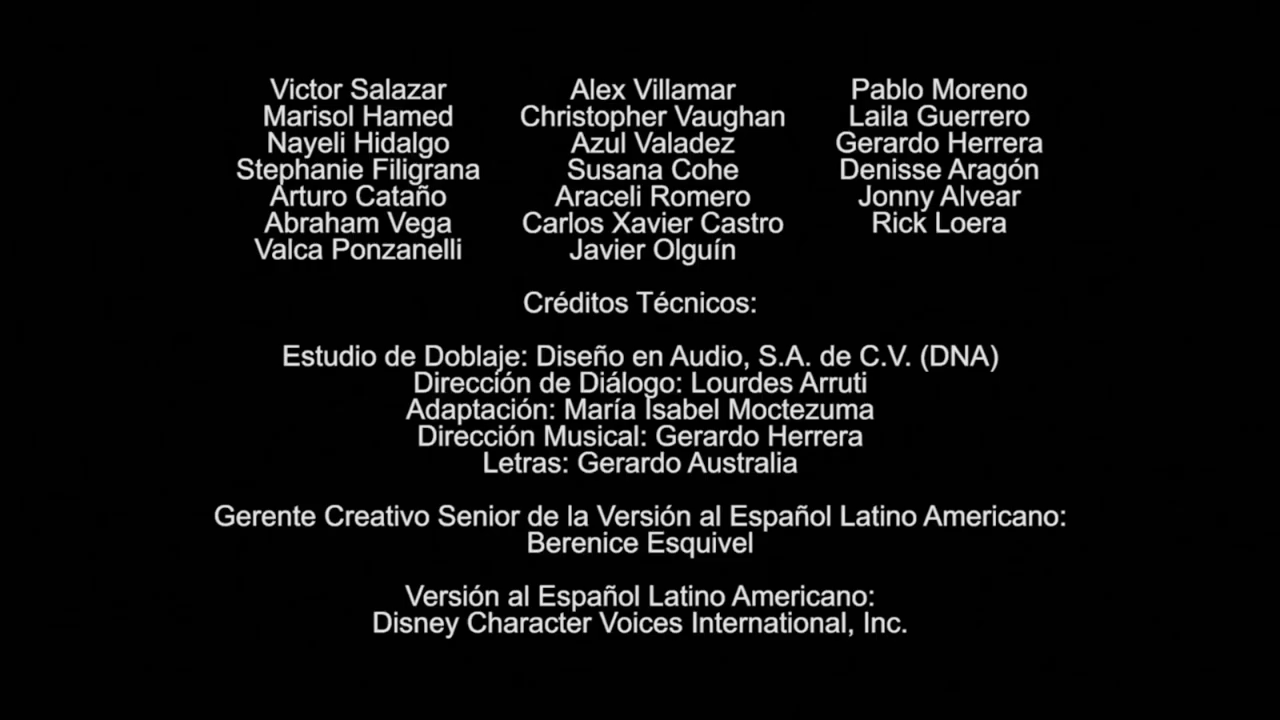 Victor Salazar
Marisol Hamed
Nayeli Hidalgo
Stephanie Filigrana
Arturo Cataño
Abraham Vega
Valca Ponzanelli
Alex Villamar
Christopher Vaughan
Azul Valadez
Susana Cohe
Araceli Romero
Carlos Xavier Castro
Javier Olguín
Pablo Moreno
Laila Guerrero
Gerardo Herrera
Denisse Aragón
Jonny Alvear
Rick Loera
Créditos Técnicos:
Estudio de Doblaje: Diseño en Audio, S.A. de C.V. (DNA)
Dirección de Diálogo: Lourdes Arruti
Adaptación: María Isabel Moctezuma
Dirección Musical: Gerardo Herrera
Letras: Gerardo Australia
Gerente Creativo Senior de la Versión al Español Latino Americano:
Berenice Esquivel
Versión al Español Latino Americano:
Disney Character Voices International, Inc.